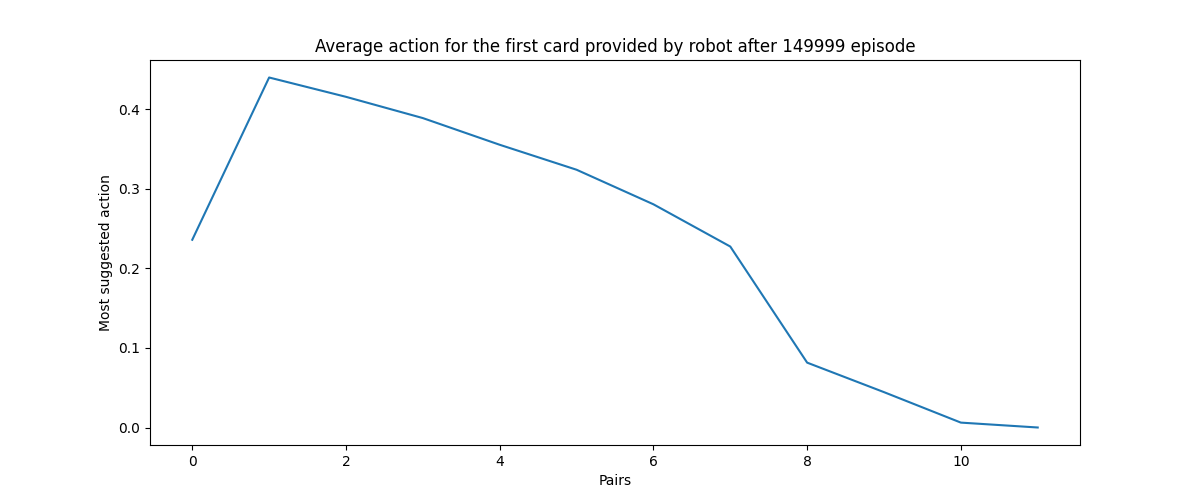 Average action for the first card provided by robot after 149999 episode
Most suggested action
0.4
0.3
0.2
0.1
0.0
0 2 4 6 8 10
Pairs